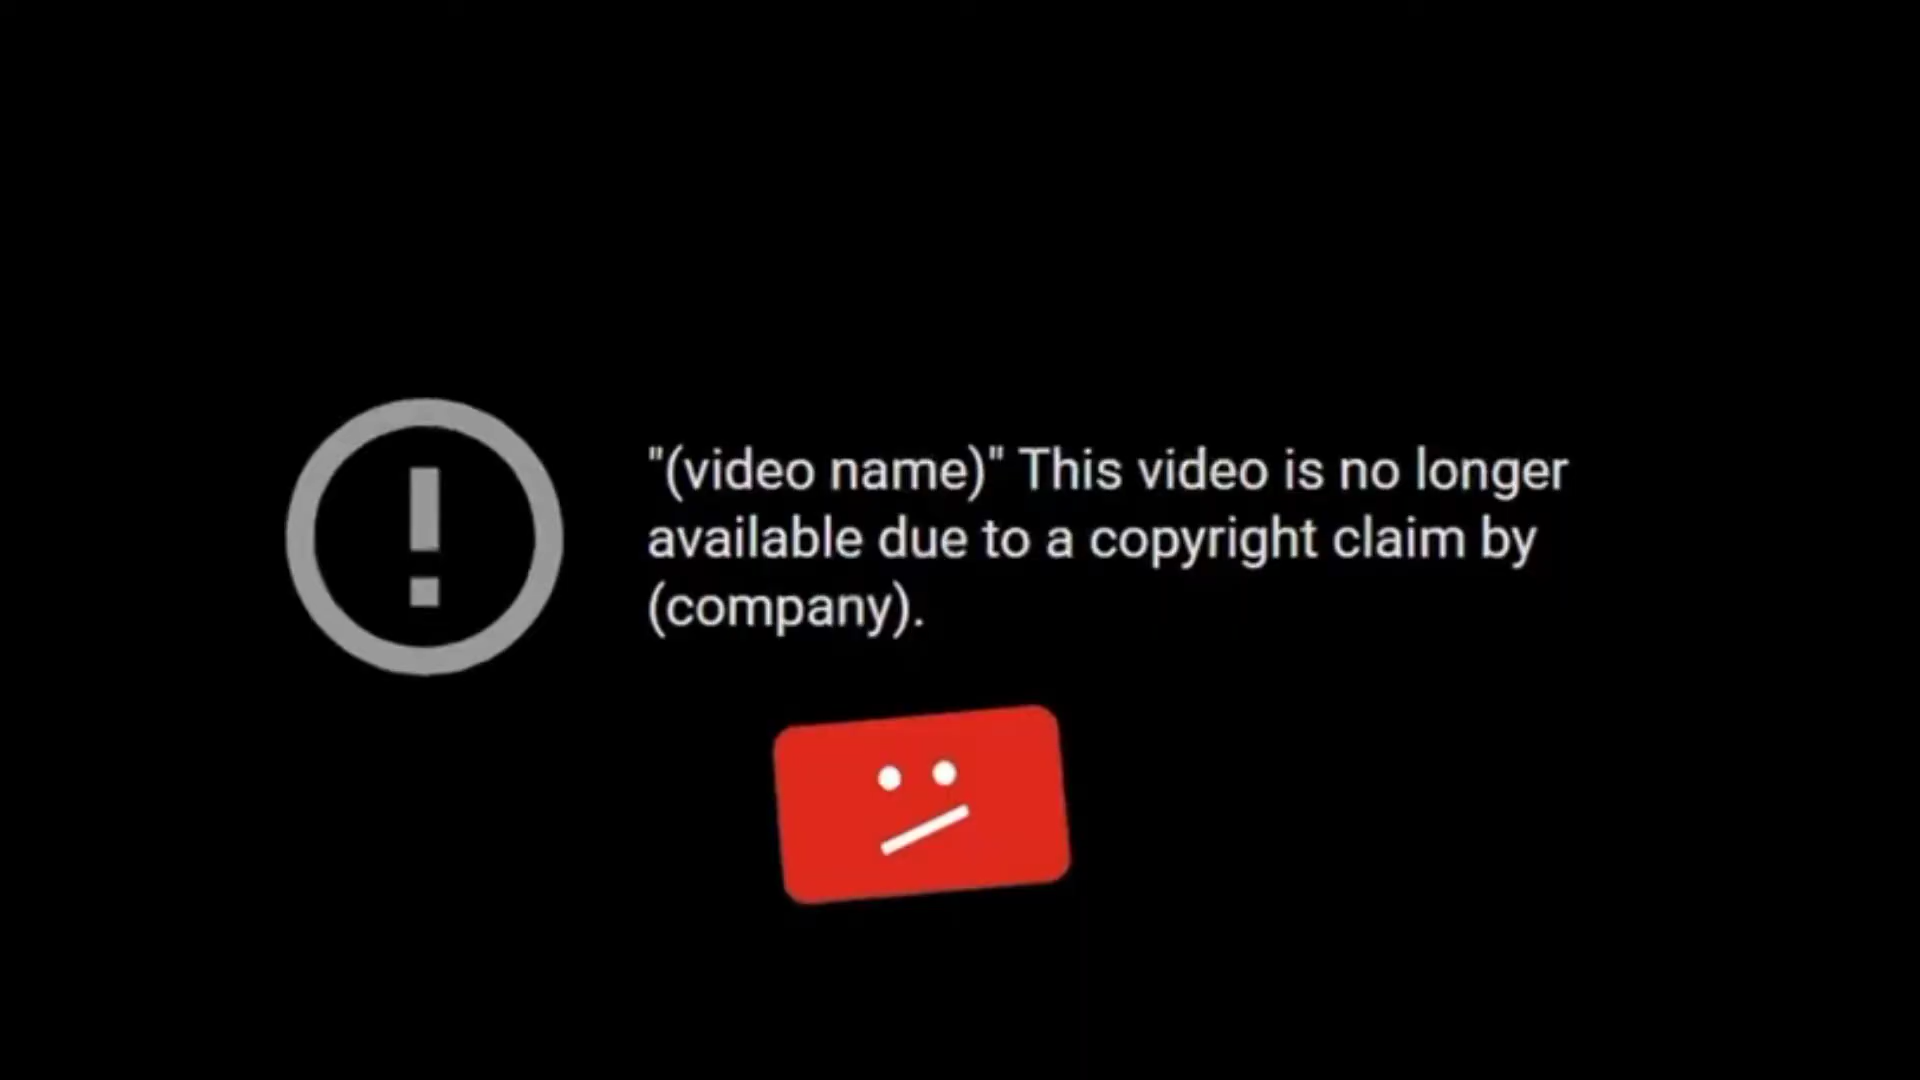 "(video name)" This video is no longer
available due to a copyright claim by
(company).